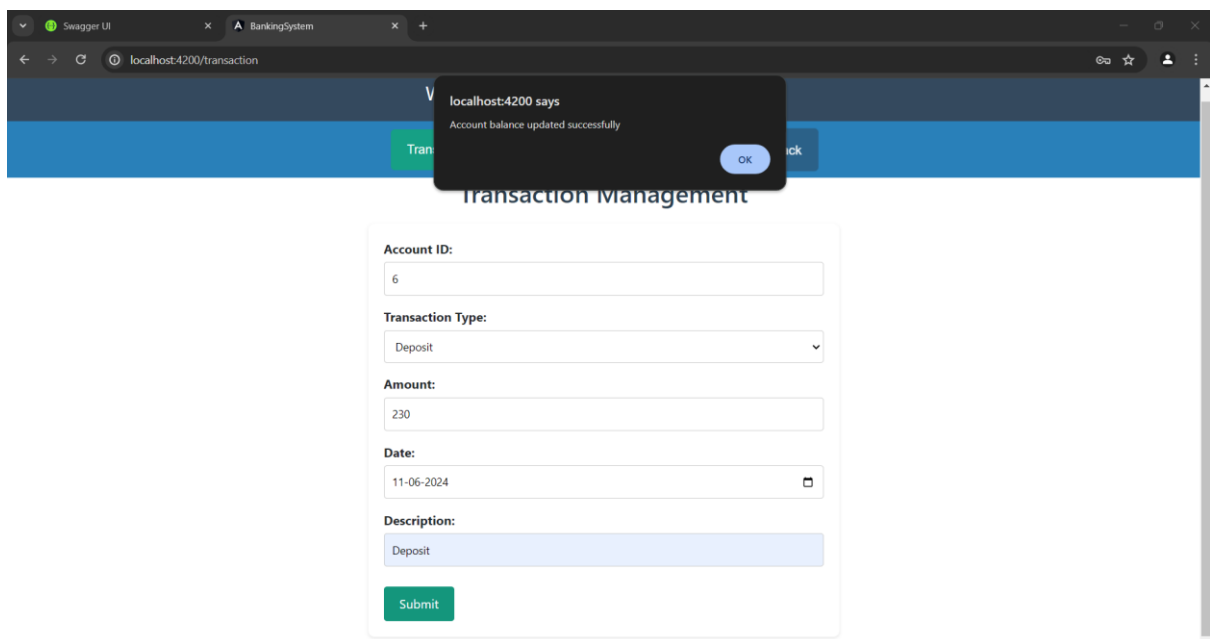 Swagger UI
BankingSystem
localhost:4200/transaction
localhost:4200 says
Account balance updated successfully
OK
Transaction Management
Account ID:
6
Transaction Type:
Deposit
Amount:
230
Date:
11-06-2024
Description:
Deposit
Submit